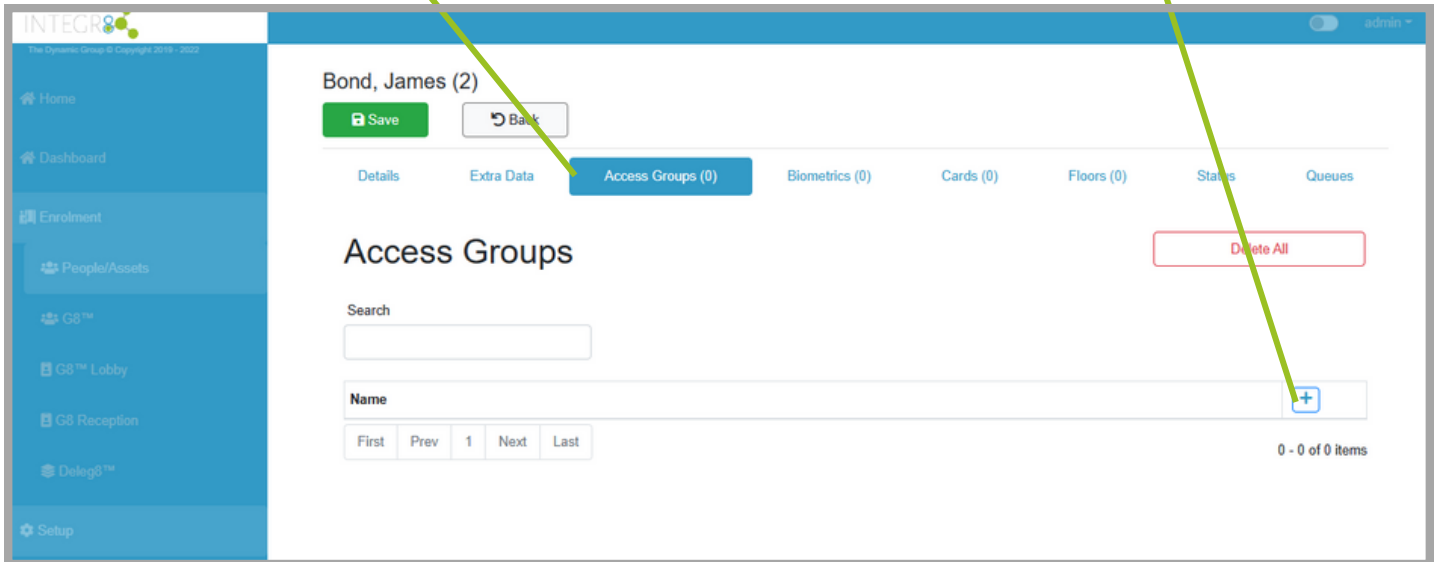 INTEGR8
The Dynamic Group © Copyright 2019 - 2022
admin
Home
Dashboard
Enrolment
People/Assets
G8™
G8™ Lobby
G8 Reception
Deleg8™
Setup
Bond, James (2)
Save Back
Details Extra Data Access Groups (0) Biometrics (0) Cards (0) Floors (0) Status Queues
Access Groups Delete All
Search
Name +
First Prev 1 Next Last
0 - 0 of 0 items